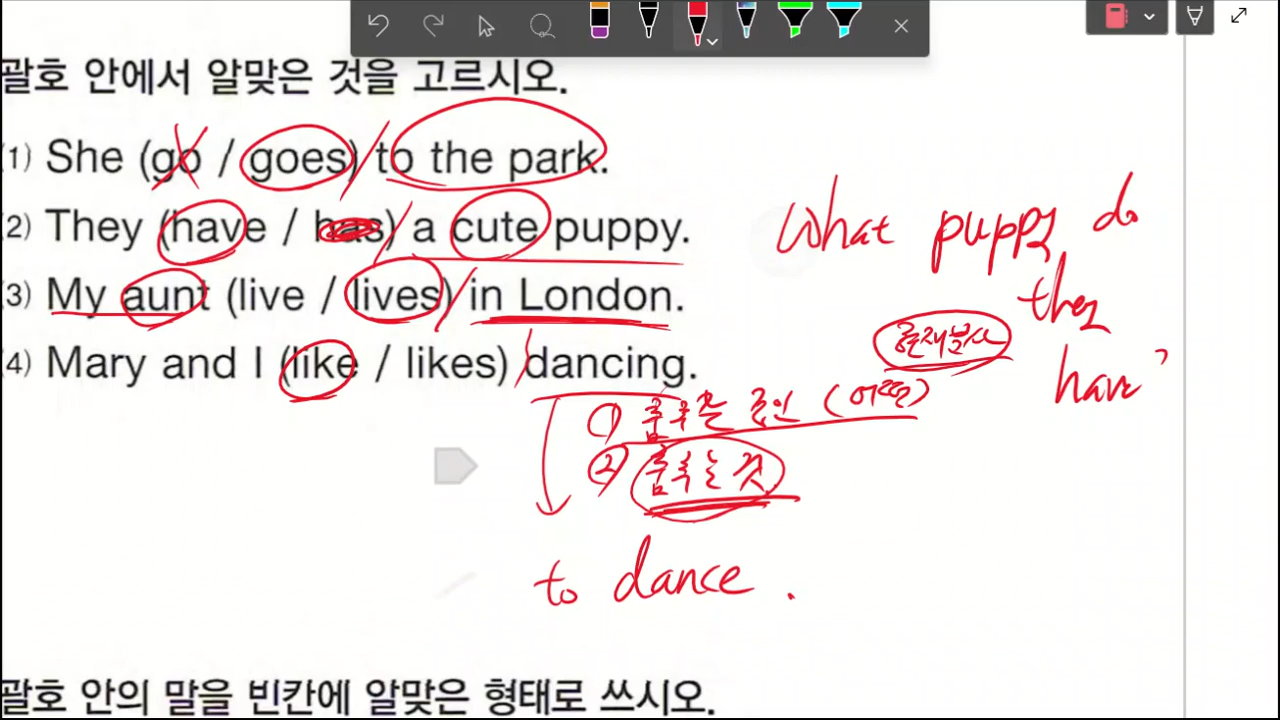 괄호 안에서 알맞은 것을 고르시오.
1) She (go / goes) to the park.
(2) They (have / has) a cute puppy.
(3) My aunt (live / lives) in London.
(4) Mary and I (like / likes) dancing.
What puppy do
they
have?
현재분사
① 춤추는 중인 (어떤)
② 춤추는 것
to dance.
괄호 안의 말을 빈칸에 알맞은 형태로 쓰시오.